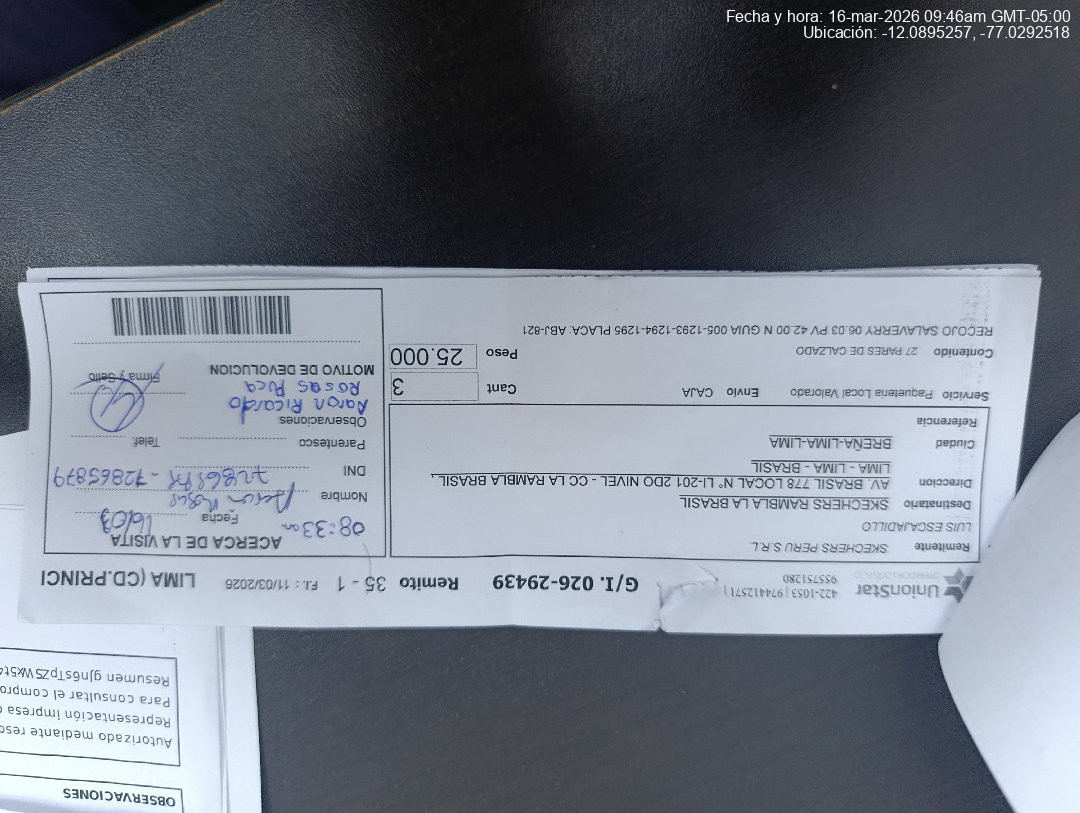 Fecha y hora: 16-mar-2026 09:46am GMT-05:00
Ubicación: -12.0895257, -77.0292518
UnionStar
OPERADOR LOGISTICO
422-1053 | 974412571 |
955751280
G/I. 026-29439 Remito 35 - 1 F.I. : 11/03/2026 LIMA (CD.PRINCI
Remitente SKECHERS PERU S.R.L.
LUIS ESCAJADILLO
Destinatario SKECHERS RAMBLA LA BRASIL
Direccion AV. BRASIL 778 LOCAL N° LI-201 2DO NIVEL - CC LA RAMBLA BRASIL ,
LIMA - LIMA - BRASIL
Ciudad BREÑA-LIMA-LIMA
Referencia
Servicio Paqueteria Local Valorado Envio CAJA Cant 3
Contenido 27 PARES DE CALZADO Peso 25.000
RECOJO SALAVERRY 06.03 PV 42.00 N GUIA 005-1293-1294-1295 PLACA: ABJ-821
ACERCA DE LA VISITA
08:33am Fecha 16/03
Nombre Aaron Rosas
DNI 72865879
Parentesco Telef.
Observaciones
Aaron Ricardo
Rosas Puca
Firma y Sello
MOTIVO DE DEVOLUCION
OBSERVACIONES
Autorizado mediante
Representación impresa
Para consultar el
Resumen